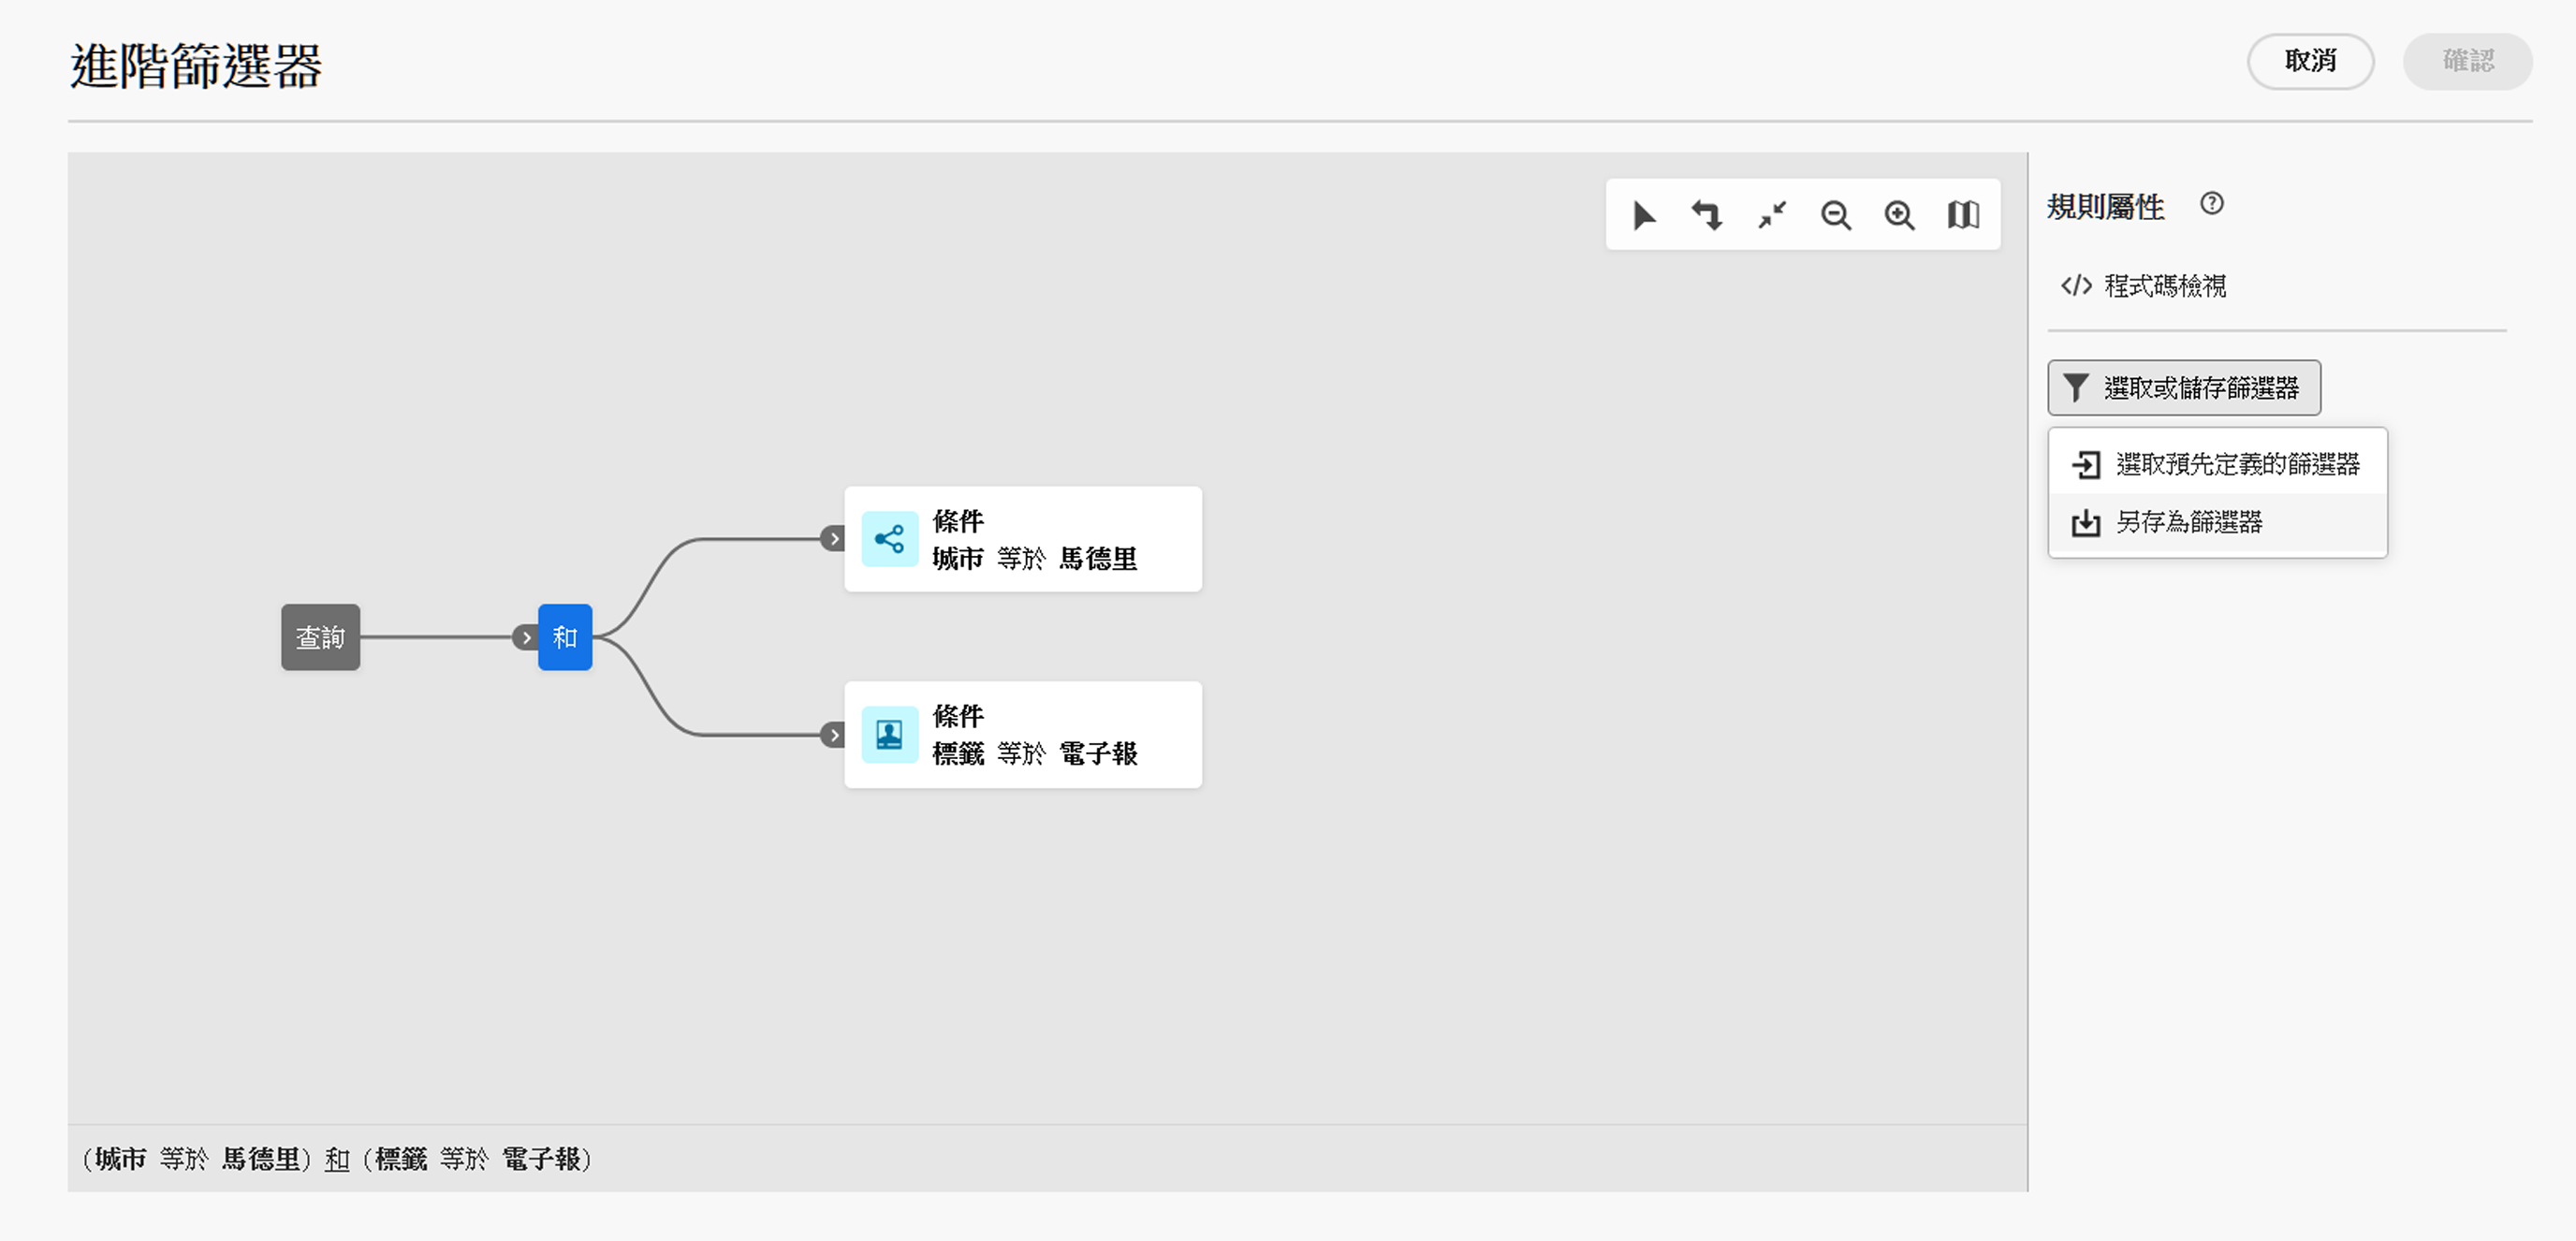 進階篩選器
取消
確認
規則屬性
程式碼檢視
選取或儲存篩選器
選取預先定義的篩選器
另存為篩選器
條件
城市 等於 馬德里
查詢
和
條件
標籤 等於 電子報
(城市 等於 馬德里) 和 (標籤 等於 電子報)